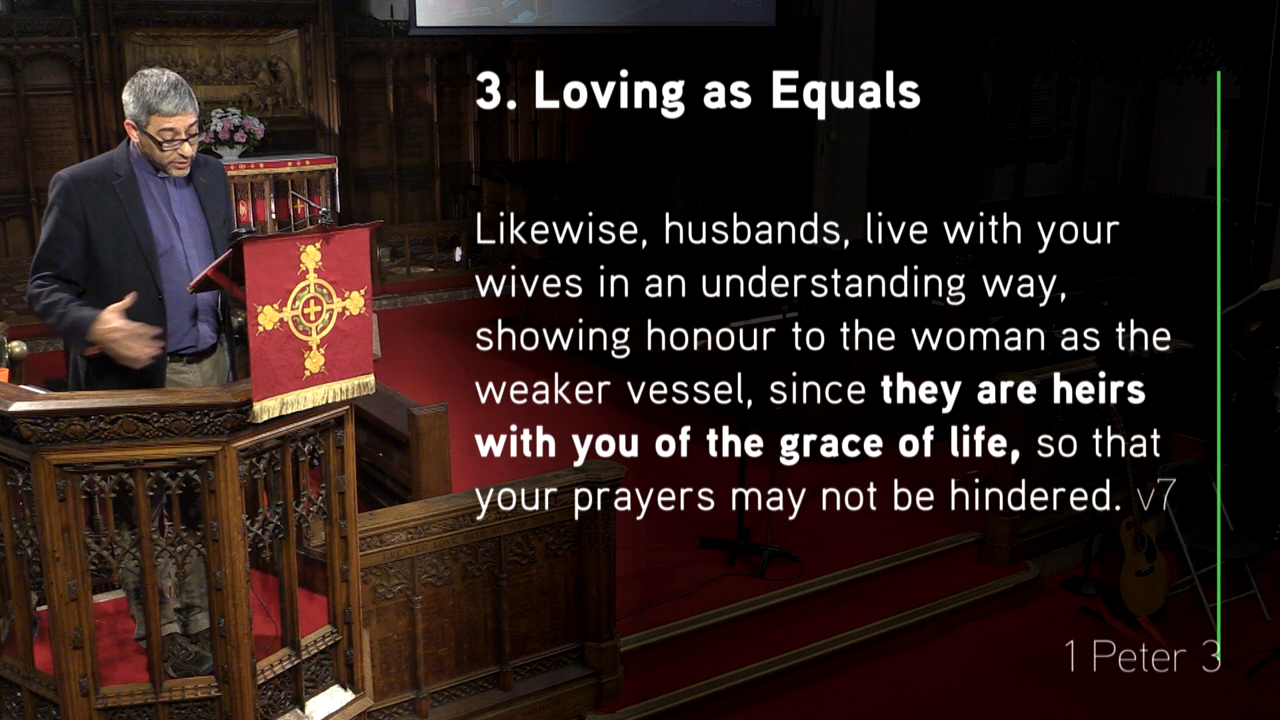 3. Loving as Equals
Likewise, husbands, live with your
wives in an understanding way,
showing honour to the woman as the
weaker vessel, since they are heirs
with you of the grace of life, so that
your prayers may not be hindered. v7
1 Peter 3